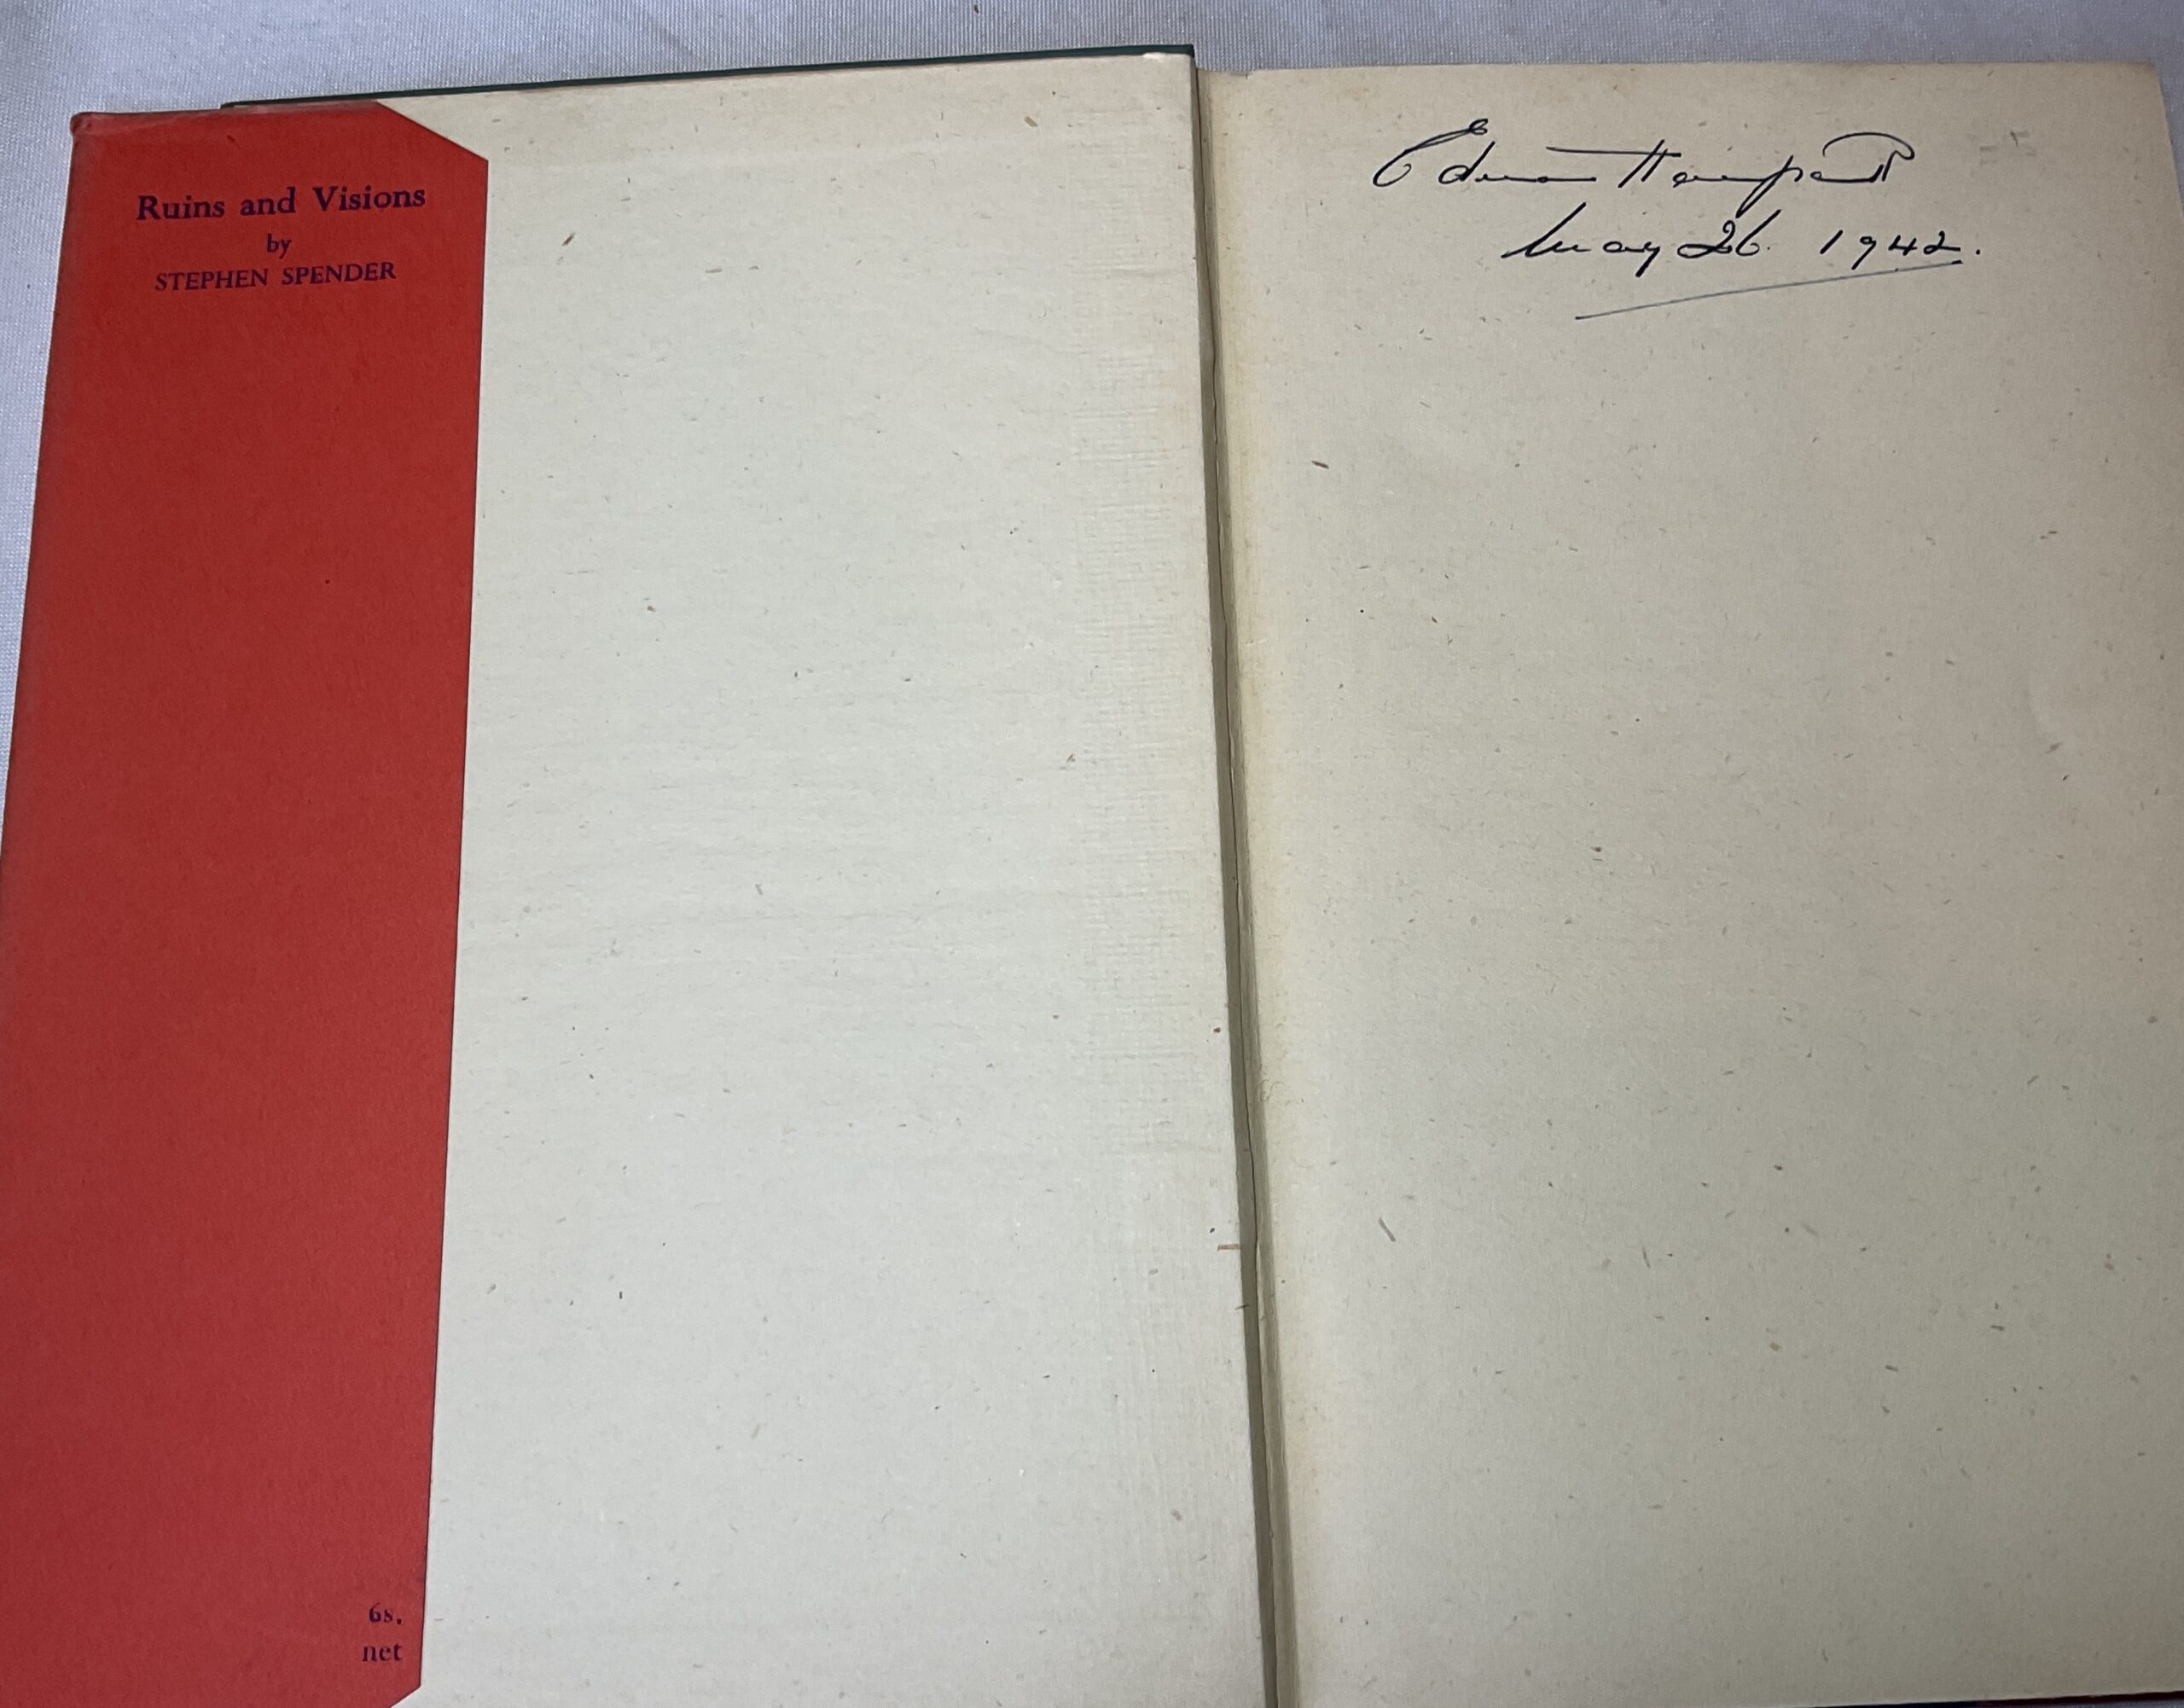 Ruins and Visions
by
STEPHEN SPENDER
6s.
net
May 26. 1942.